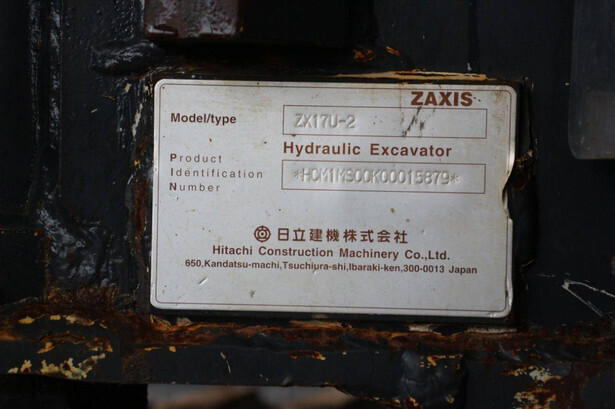 ZAXIS
Model/type ZX17U-2
Hydraulic Excavator
Product
Identification *HCM1MS00K00015879*
Number
日立建機株式会社
Hitachi Construction Machinery Co.,Ltd.
650,Kandatsu-machi,Tsuchiura-shi,Ibaraki-ken,300-0013 Japan